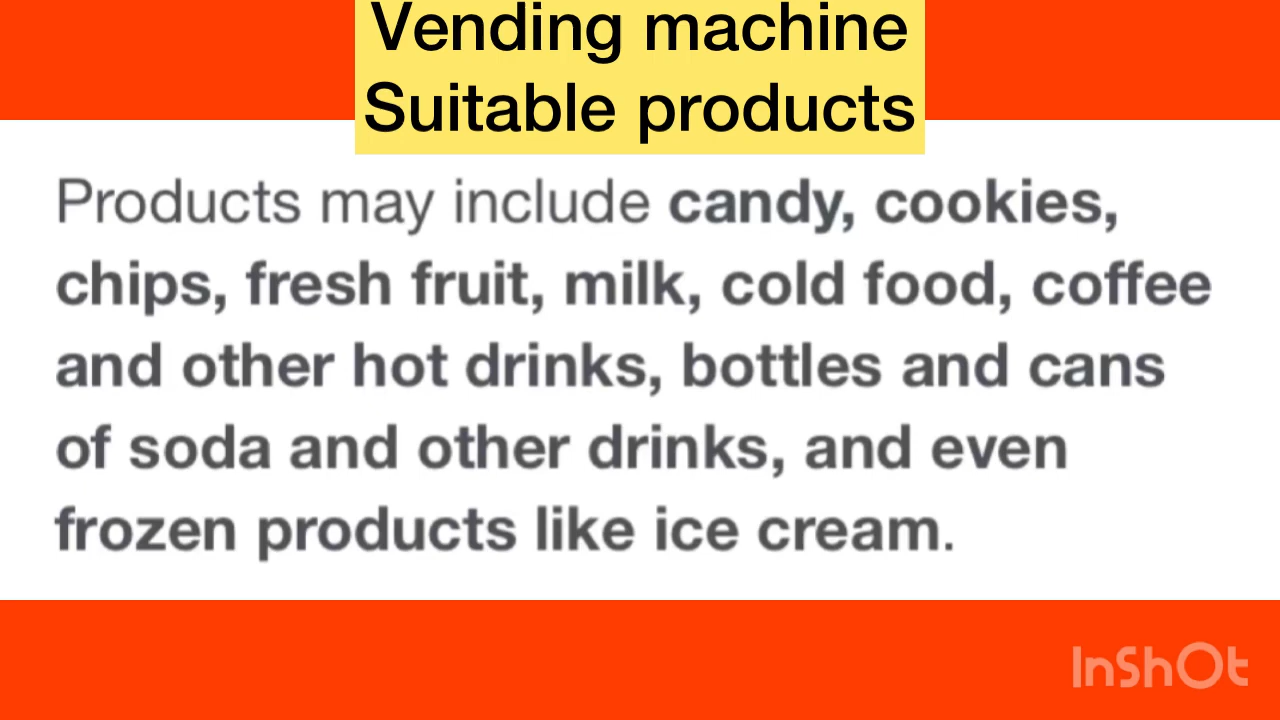 Vending machine
Suitable products
Products may include candy, cookies,
chips, fresh fruit, milk, cold food, coffee
and other hot drinks, bottles and cans
of soda and other drinks, and even
frozen products like ice cream.
InShOt